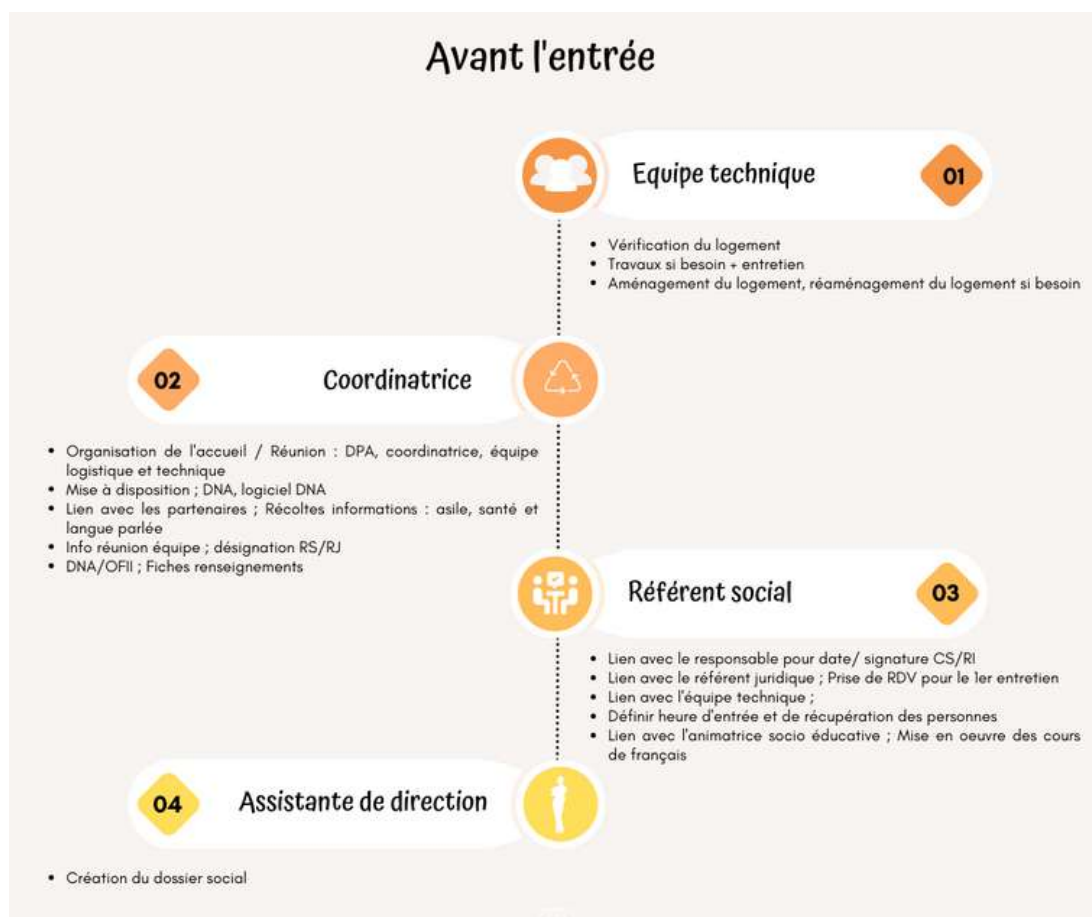 Avant l'entrée
Equipe technique
01
• Vérification du logement
• Travaux si besoin + entretien
• Aménagement du logement, réaménagement du logement si besoin
02
Coordinatrice
• Organisation de l'accueil / Réunion : DPA, coordinatrice, équipe
logistique et technique
• Mise à disposition ; DNA, logiciel DNA
• Lien avec les partenaires ; Récoltes informations : asile, santé et
langue parlée
• Info réunion équipe ; désignation RS/RJ
• DNA/OFII ; Fiches renseignements
Référent social
03
• Lien avec le responsable pour date/ signature CS/RI
• Lien avec le référent juridique ; Prise de RDV pour le 1er entretien
• Lien avec l'équipe technique ;
• Définir heure d'entrée et de récupération des personnes
• Lien avec l'animatrice socio éducative ; Mise en oeuvre des cours
de français
04
Assistante de direction
• Création du dossier social